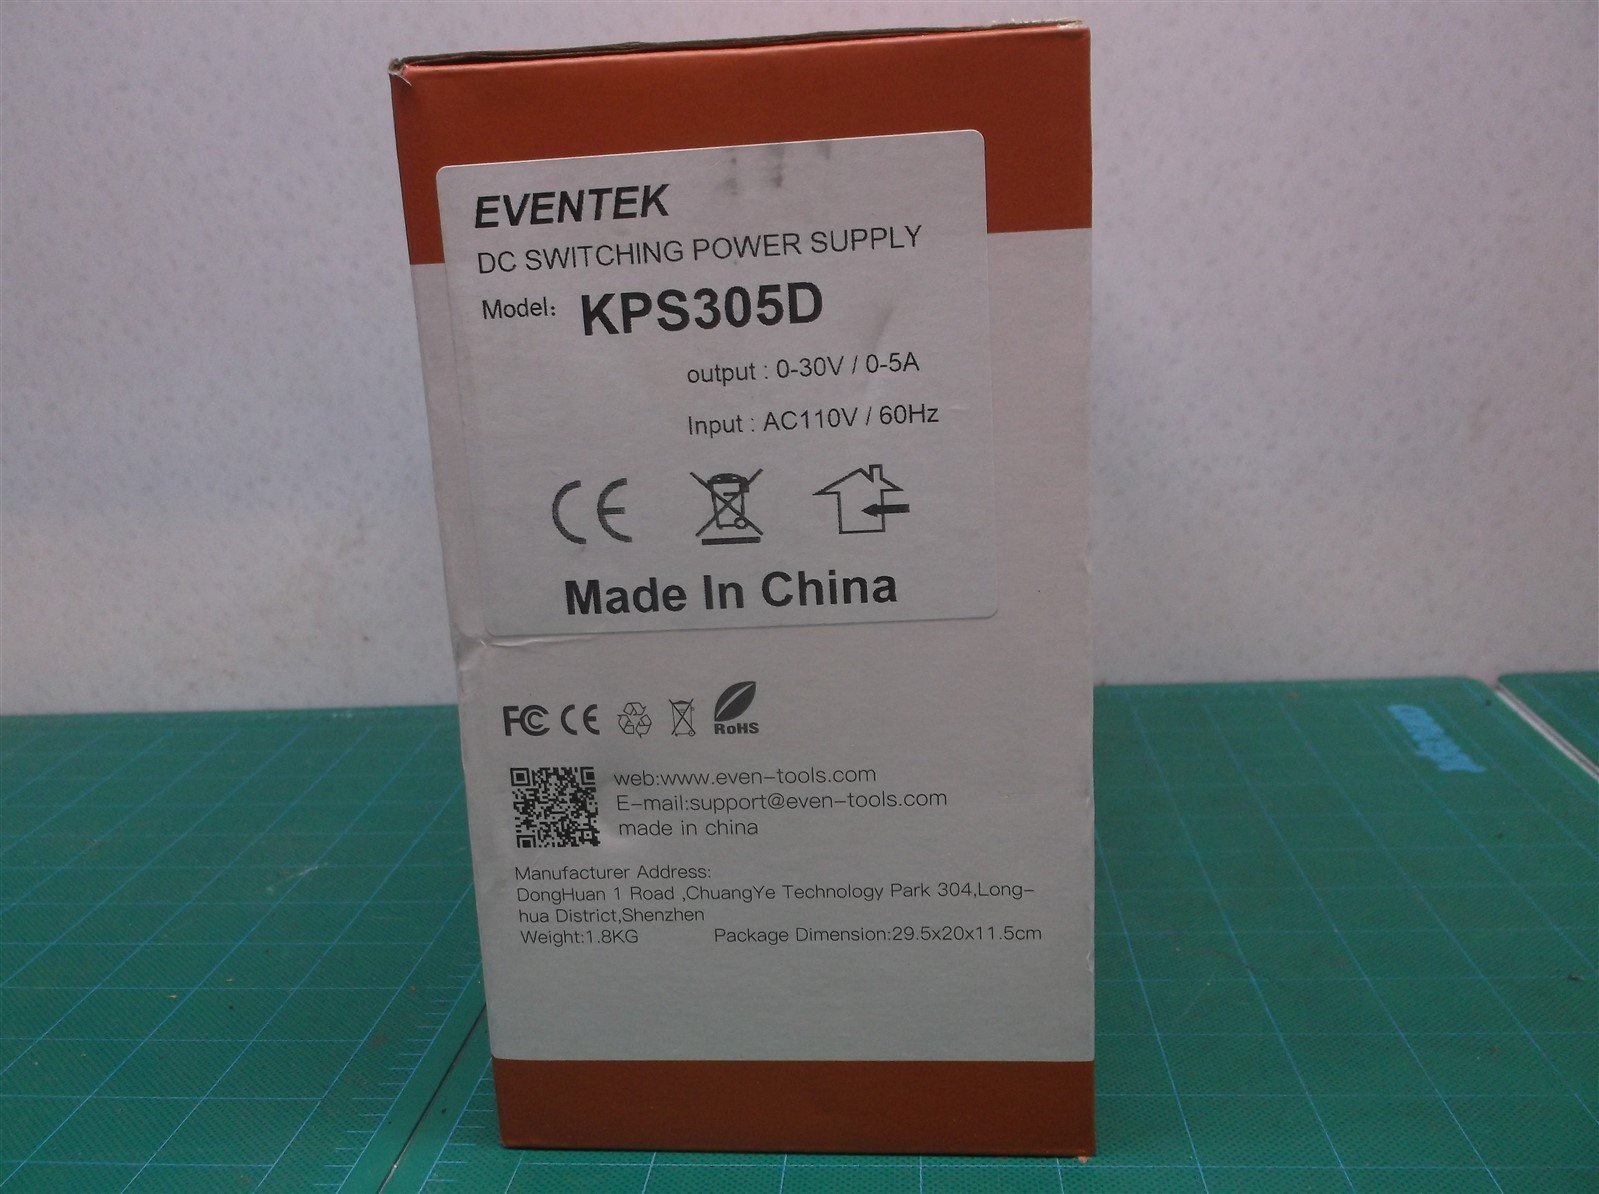 EVENTEK
DC SWITCHING POWER SUPPLY
Model: KPS305D
output : 0-30V / 0-5A
Input : AC110V / 60Hz
CE
Made In China
FC CE RoHS
web:www.even-tools.com
E-mail:support@even-tools.com
made in china
Manufacturer Address:
DongHuan 1 Road ,ChuangYe Technology Park 304,Long-
hua District,Shenzhen
Weight:1.8KG Package Dimension:29.5x20x11.5cm